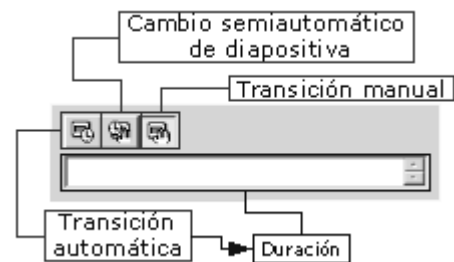 Cambio semiautomático
de diapositiva
Transición manual
Transición
automática
Duración